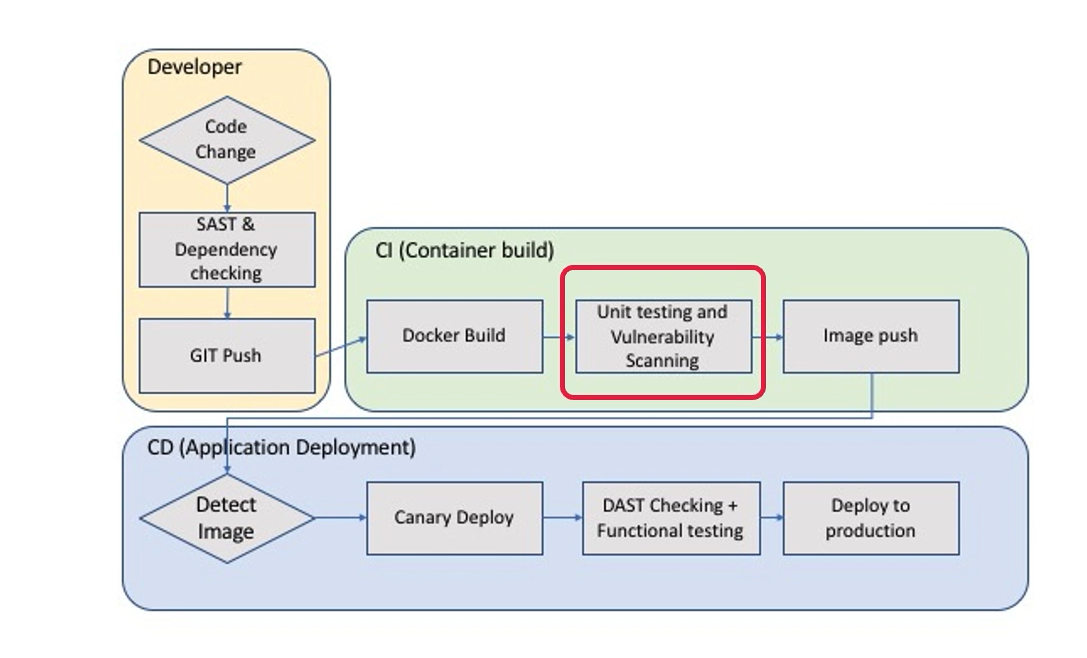 Developer
Code
Change
SAST &
Dependency
checking
GIT Push
CI (Container build)
Docker Build
Unit testing and
Vulnerability
Scanning
Image push
CD (Application Deployment)
Detect
Image
Canary Deploy
DAST Checking +
Functional testing
Deploy to
production